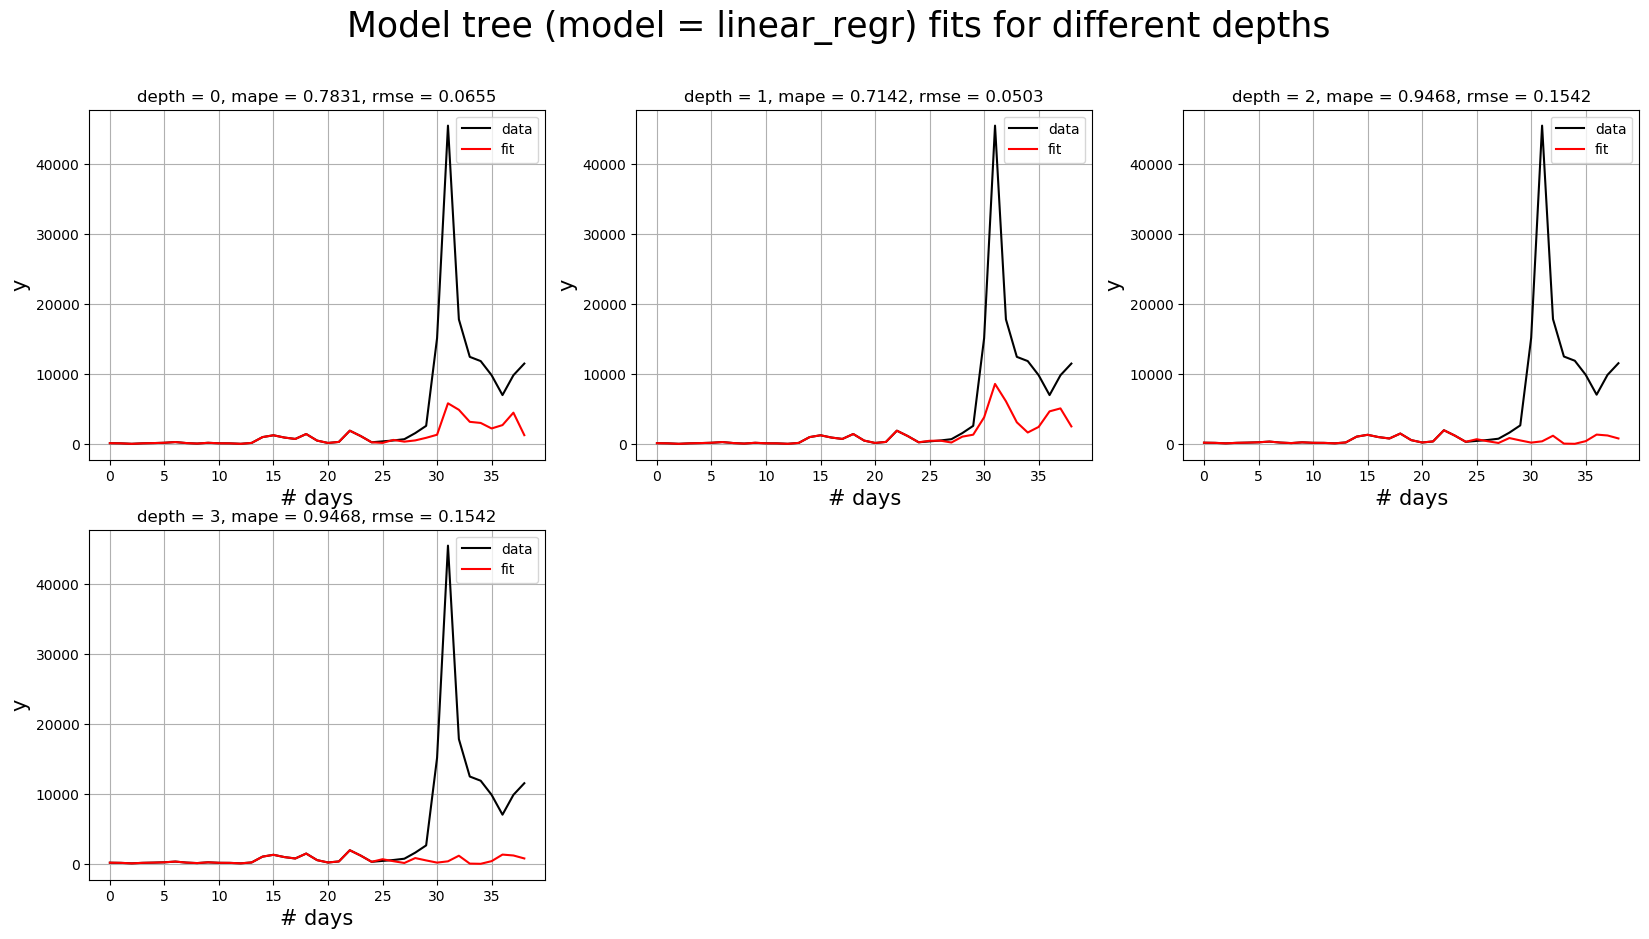 Model tree (model = linear_regr) fits for different depths
depth = 0, mape = 0.7831, rmse = 0.0655
data
fit
40000
30000
20000
10000
0
y
0 5 10 15 20 25 30 35
# days
depth = 1, mape = 0.7142, rmse = 0.0503
data
fit
40000
30000
20000
10000
0
y
0 5 10 15 20 25 30 35
# days
depth = 2, mape = 0.9468, rmse = 0.1542
data
fit
40000
30000
20000
10000
0
y
0 5 10 15 20 25 30 35
# days
depth = 3, mape = 0.9468, rmse = 0.1542
data
fit
40000
30000
20000
10000
0
y
0 5 10 15 20 25 30 35
# days